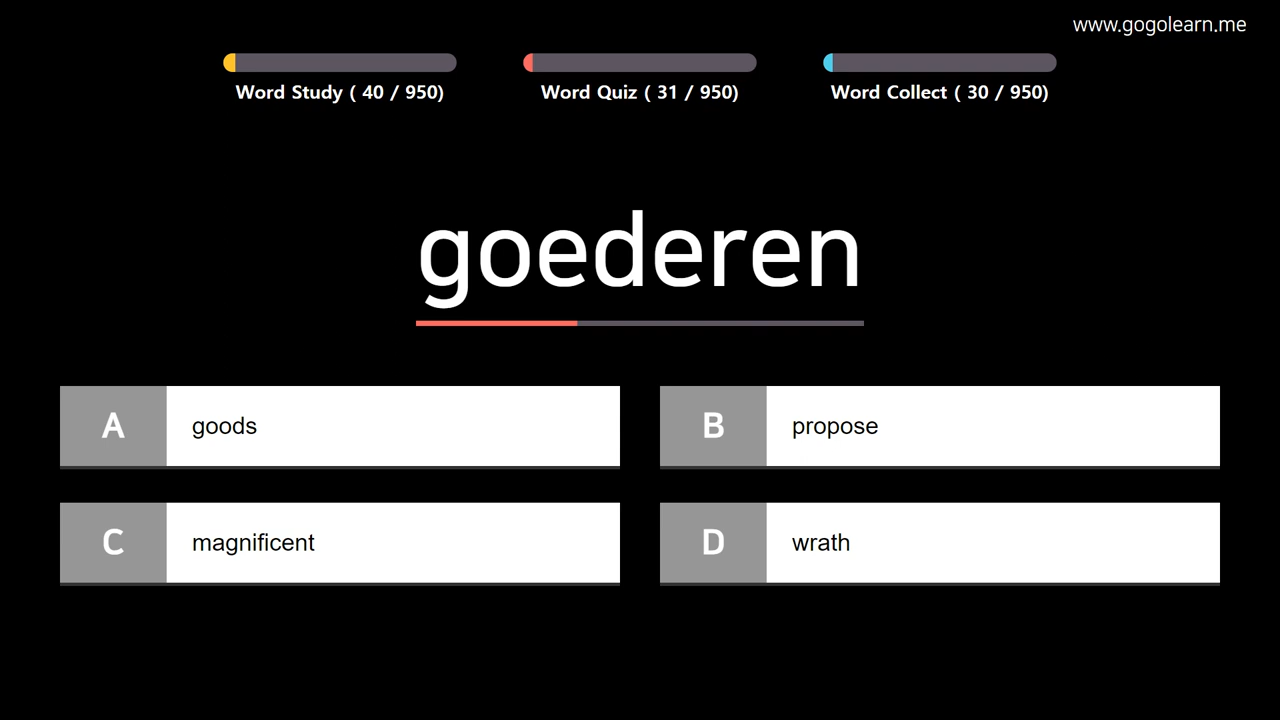 www.gogolearn.me
Word Study ( 40 / 950)
Word Quiz ( 31 / 950)
Word Collect ( 30 / 950)
goederen
A goods
B propose
C magnificent
D wrath